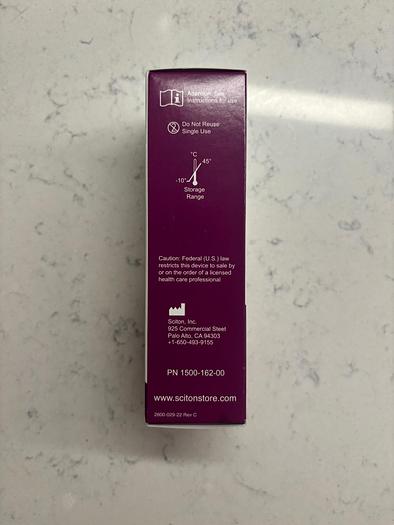 Attention, See
Instructions for use
Do Not Reuse
Single Use
°C
45°
-10°
Storage
Range
Caution: Federal (U.S.) law
restricts this device to sale by
or on the order of a licensed
health care professional
Sciton, Inc.
925 Commercial Steet
Palo Alto, CA 94303
+1-650-493-9155
PN 1500-162-00
www.scitonstore.com
2600-029-22 Rev C